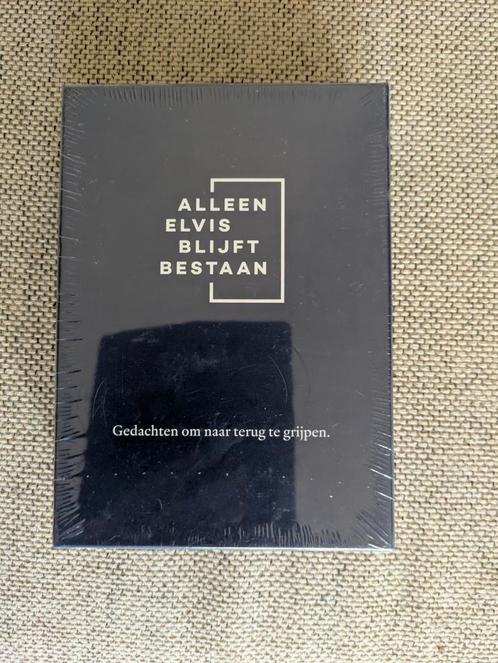 ALLEEN
ELVIS
BLIJFT
BESTAAN
Gedachten om naar terug te grijpen.